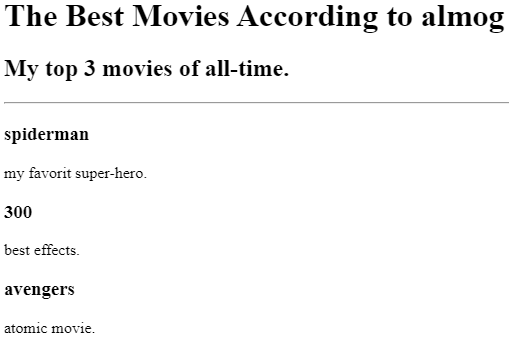 The Best Movies According to almog
My top 3 movies of all-time.
spiderman
my favorit super-hero.
300
best effects.
avengers
atomic movie.